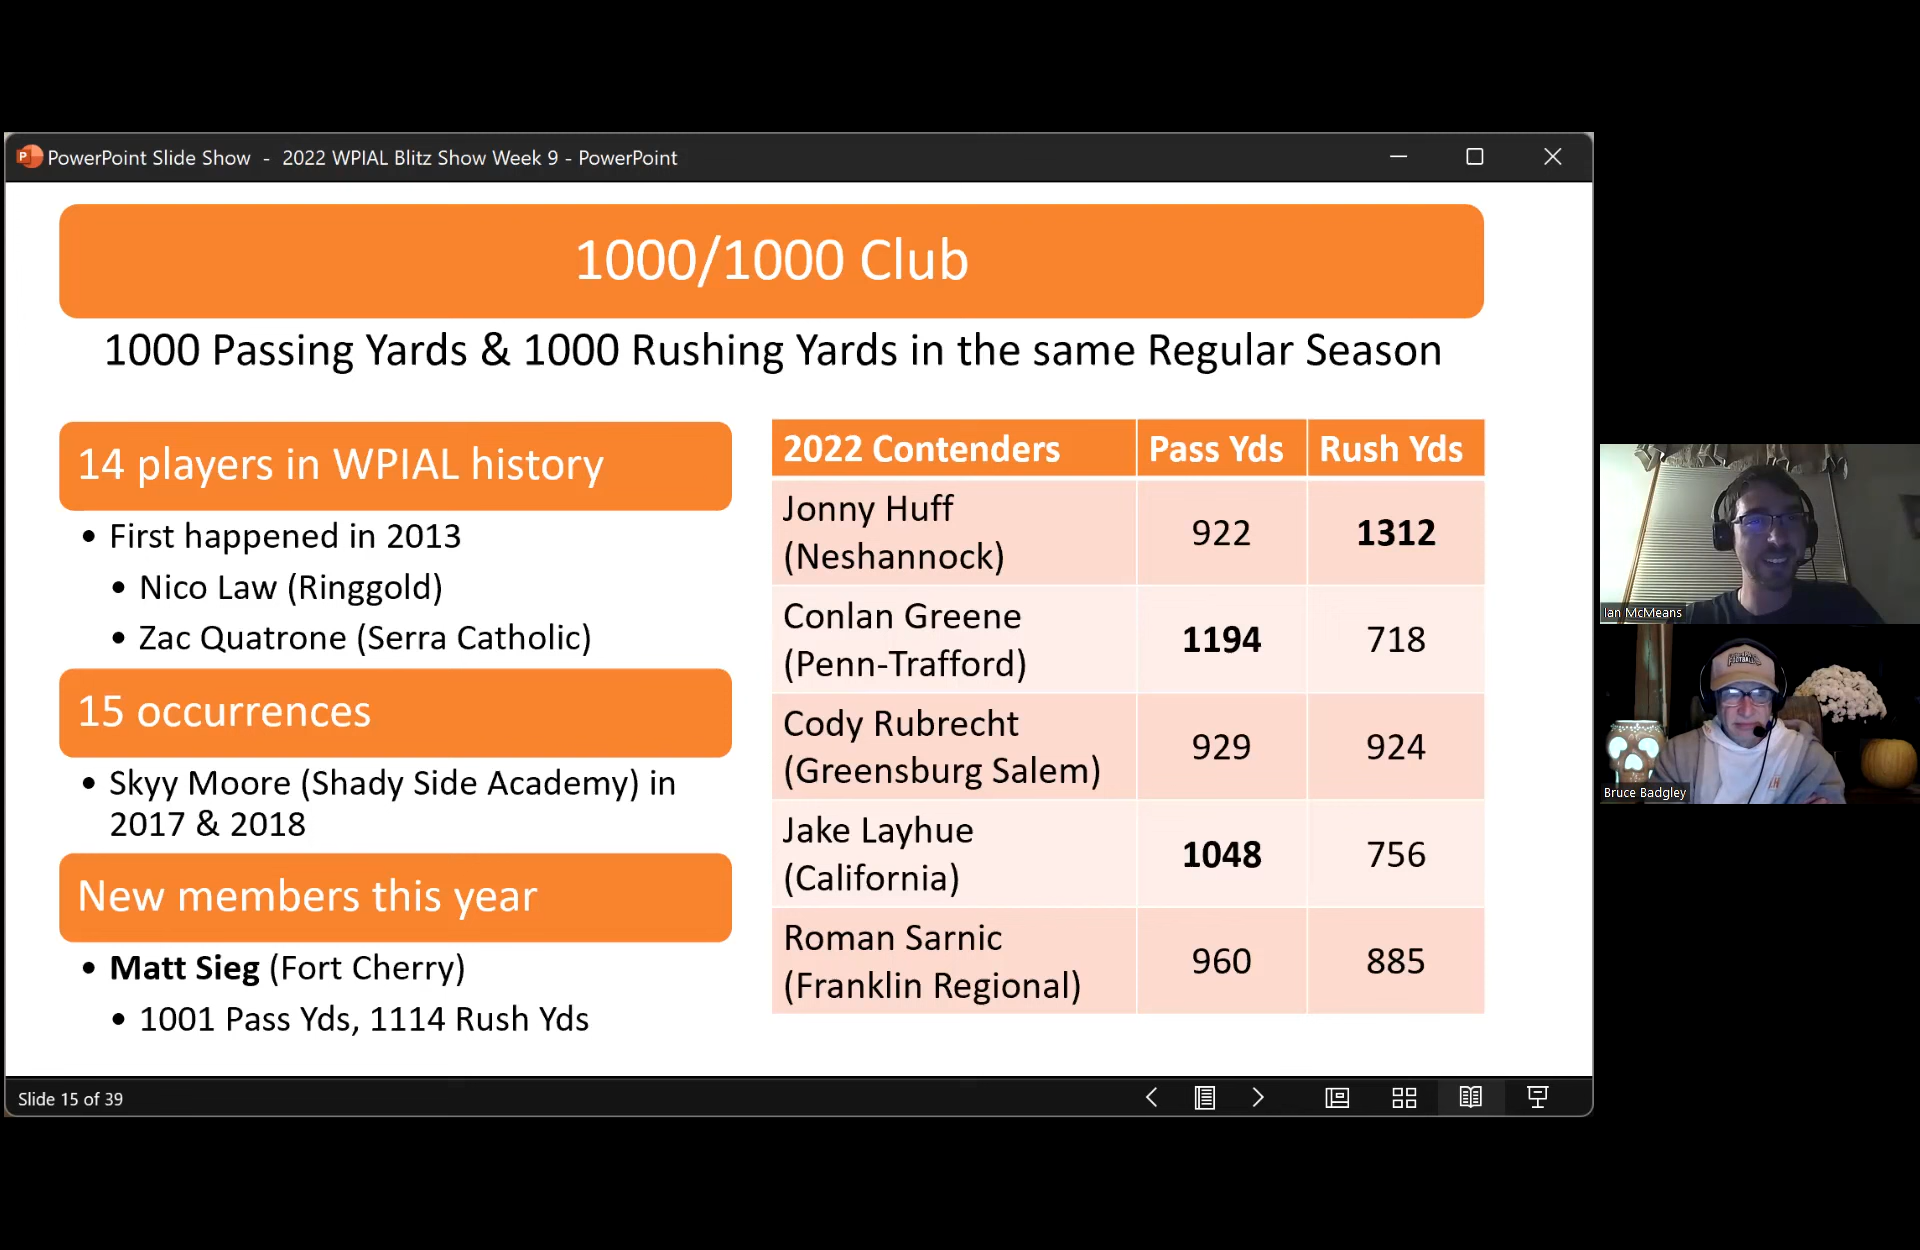 PowerPoint Slide Show - 2022 WPIAL Blitz Show Week 9 - PowerPoint
1000/1000 Club
1000 Passing Yards & 1000 Rushing Yards in the same Regular Season
14 players in WPIAL history
• First happened in 2013
• Nico Law (Ringgold)
• Zac Quatrone (Serra Catholic)
15 occurrences
• Skyy Moore (Shady Side Academy) in
2017 & 2018
New members this year
• Matt Sieg (Fort Cherry)
• 1001 Pass Yds, 1114 Rush Yds
2022 Contenders Pass Yds Rush Yds
Jonny Huff
(Neshannock) 922 1312
Conlan Greene
(Penn-Trafford) 1194 718
Cody Rubrecht
(Greensburg Salem) 929 924
Jake Layhue
(California) 1048 756
Roman Sarnic
(Franklin Regional) 960 885
Ian McMeans
Bruce Badgley
Slide 15 of 39